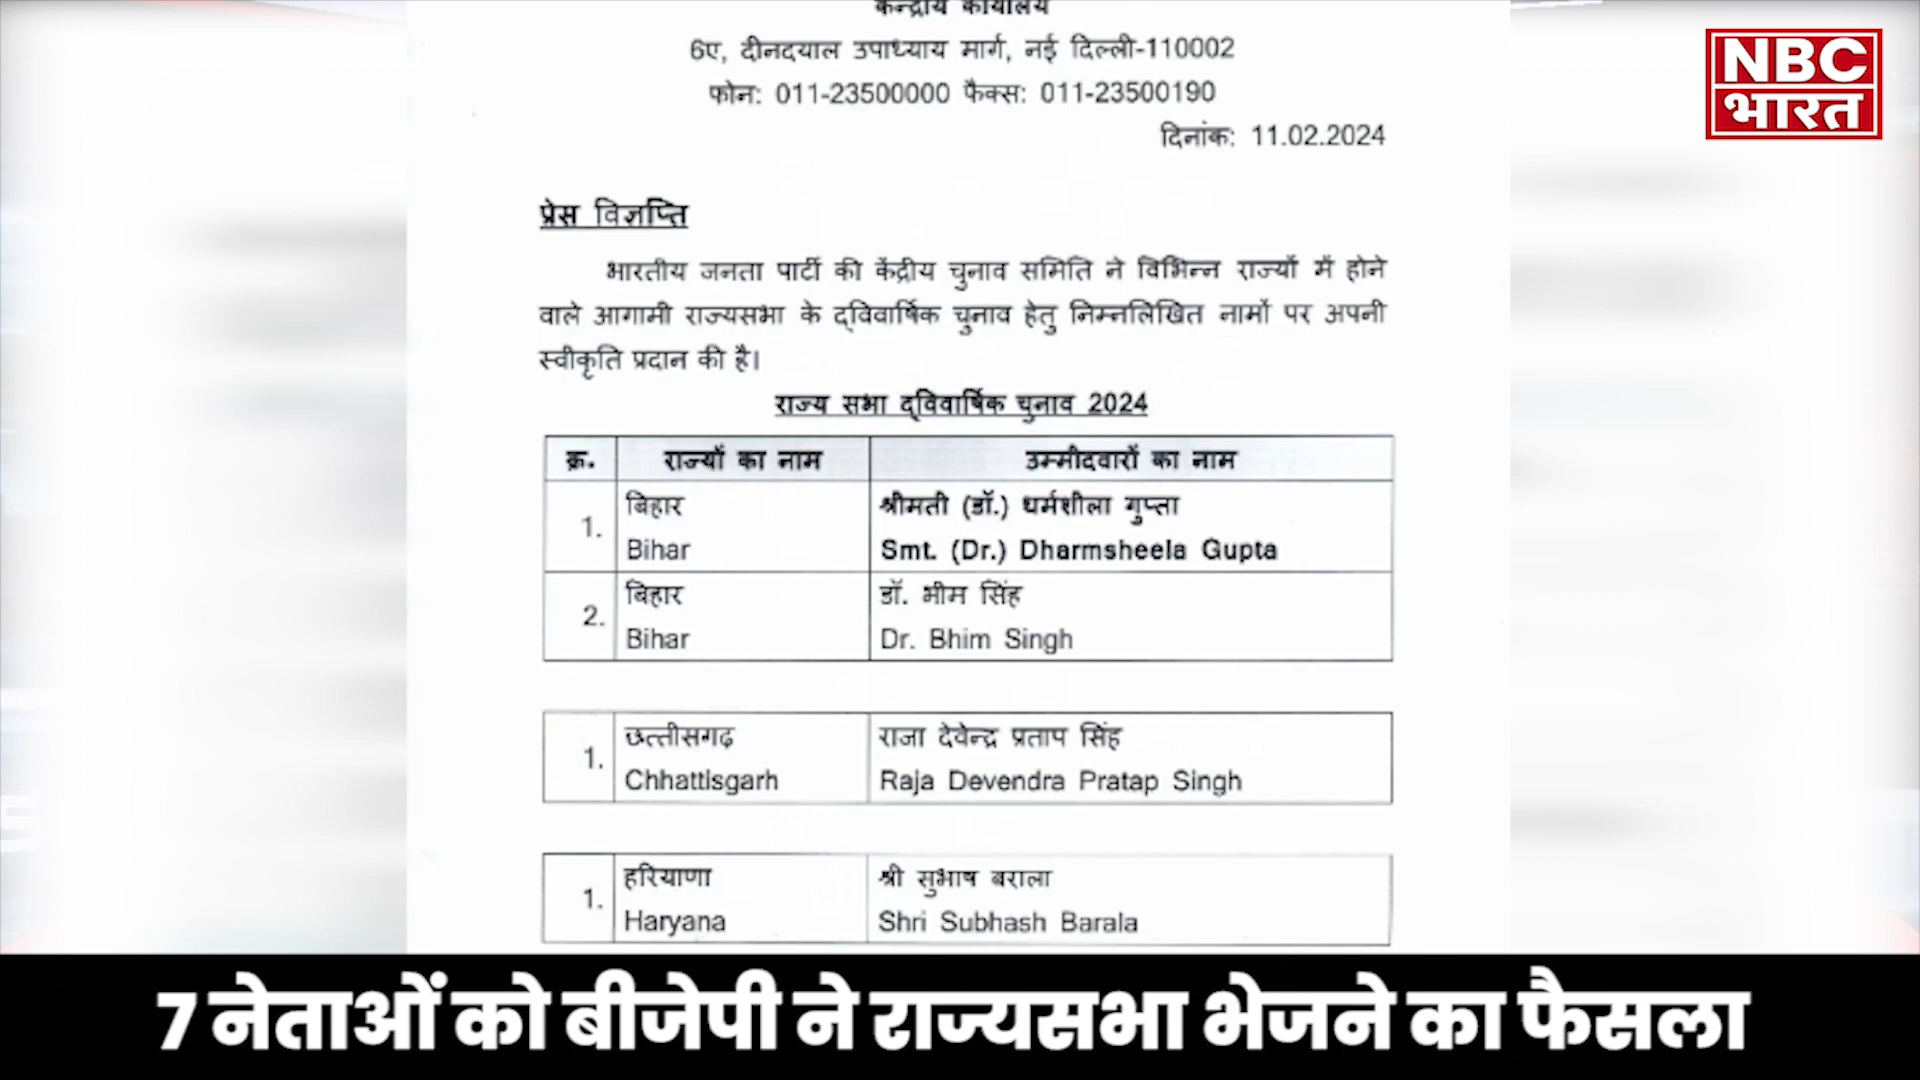 केन्द्रीय कार्यालय
6ए, दीनदयाल उपाध्याय मार्ग, नई दिल्ली-110002
फोन: 011-23500000 फैक्स: 011-23500190
दिनांक: 11.02.2024
NBC
भारत
प्रेस विज्ञप्ति
भारतीय जनता पार्टी की केंद्रीय चुनाव समिति ने विभिन्न राज्यों में होने
वाले आगामी राज्यसभा के द्विवार्षिक चुनाव हेतु निम्नलिखित नामों पर अपनी
स्वीकृति प्रदान की है।
राज्य सभा द्विवार्षिक चुनाव 2024
क्र. राज्यों का नाम उम्मीदवारों का नाम
1. बिहार श्रीमती (डॉ.) धर्मशीला गुप्ता
Bihar Smt. (Dr.) Dharmsheela Gupta
2. बिहार डॉ. भीम सिंह
Bihar Dr. Bhim Singh
1. छत्तीसगढ़ राजा देवेन्द्र प्रताप सिंह
Chhattisgarh Raja Devendra Pratap Singh
1. हरियाणा श्री सुभाष बराला
Haryana Shri Subhash Barala
7 नेताओं को बीजेपी ने राज्यसभा भेजने का फैसला